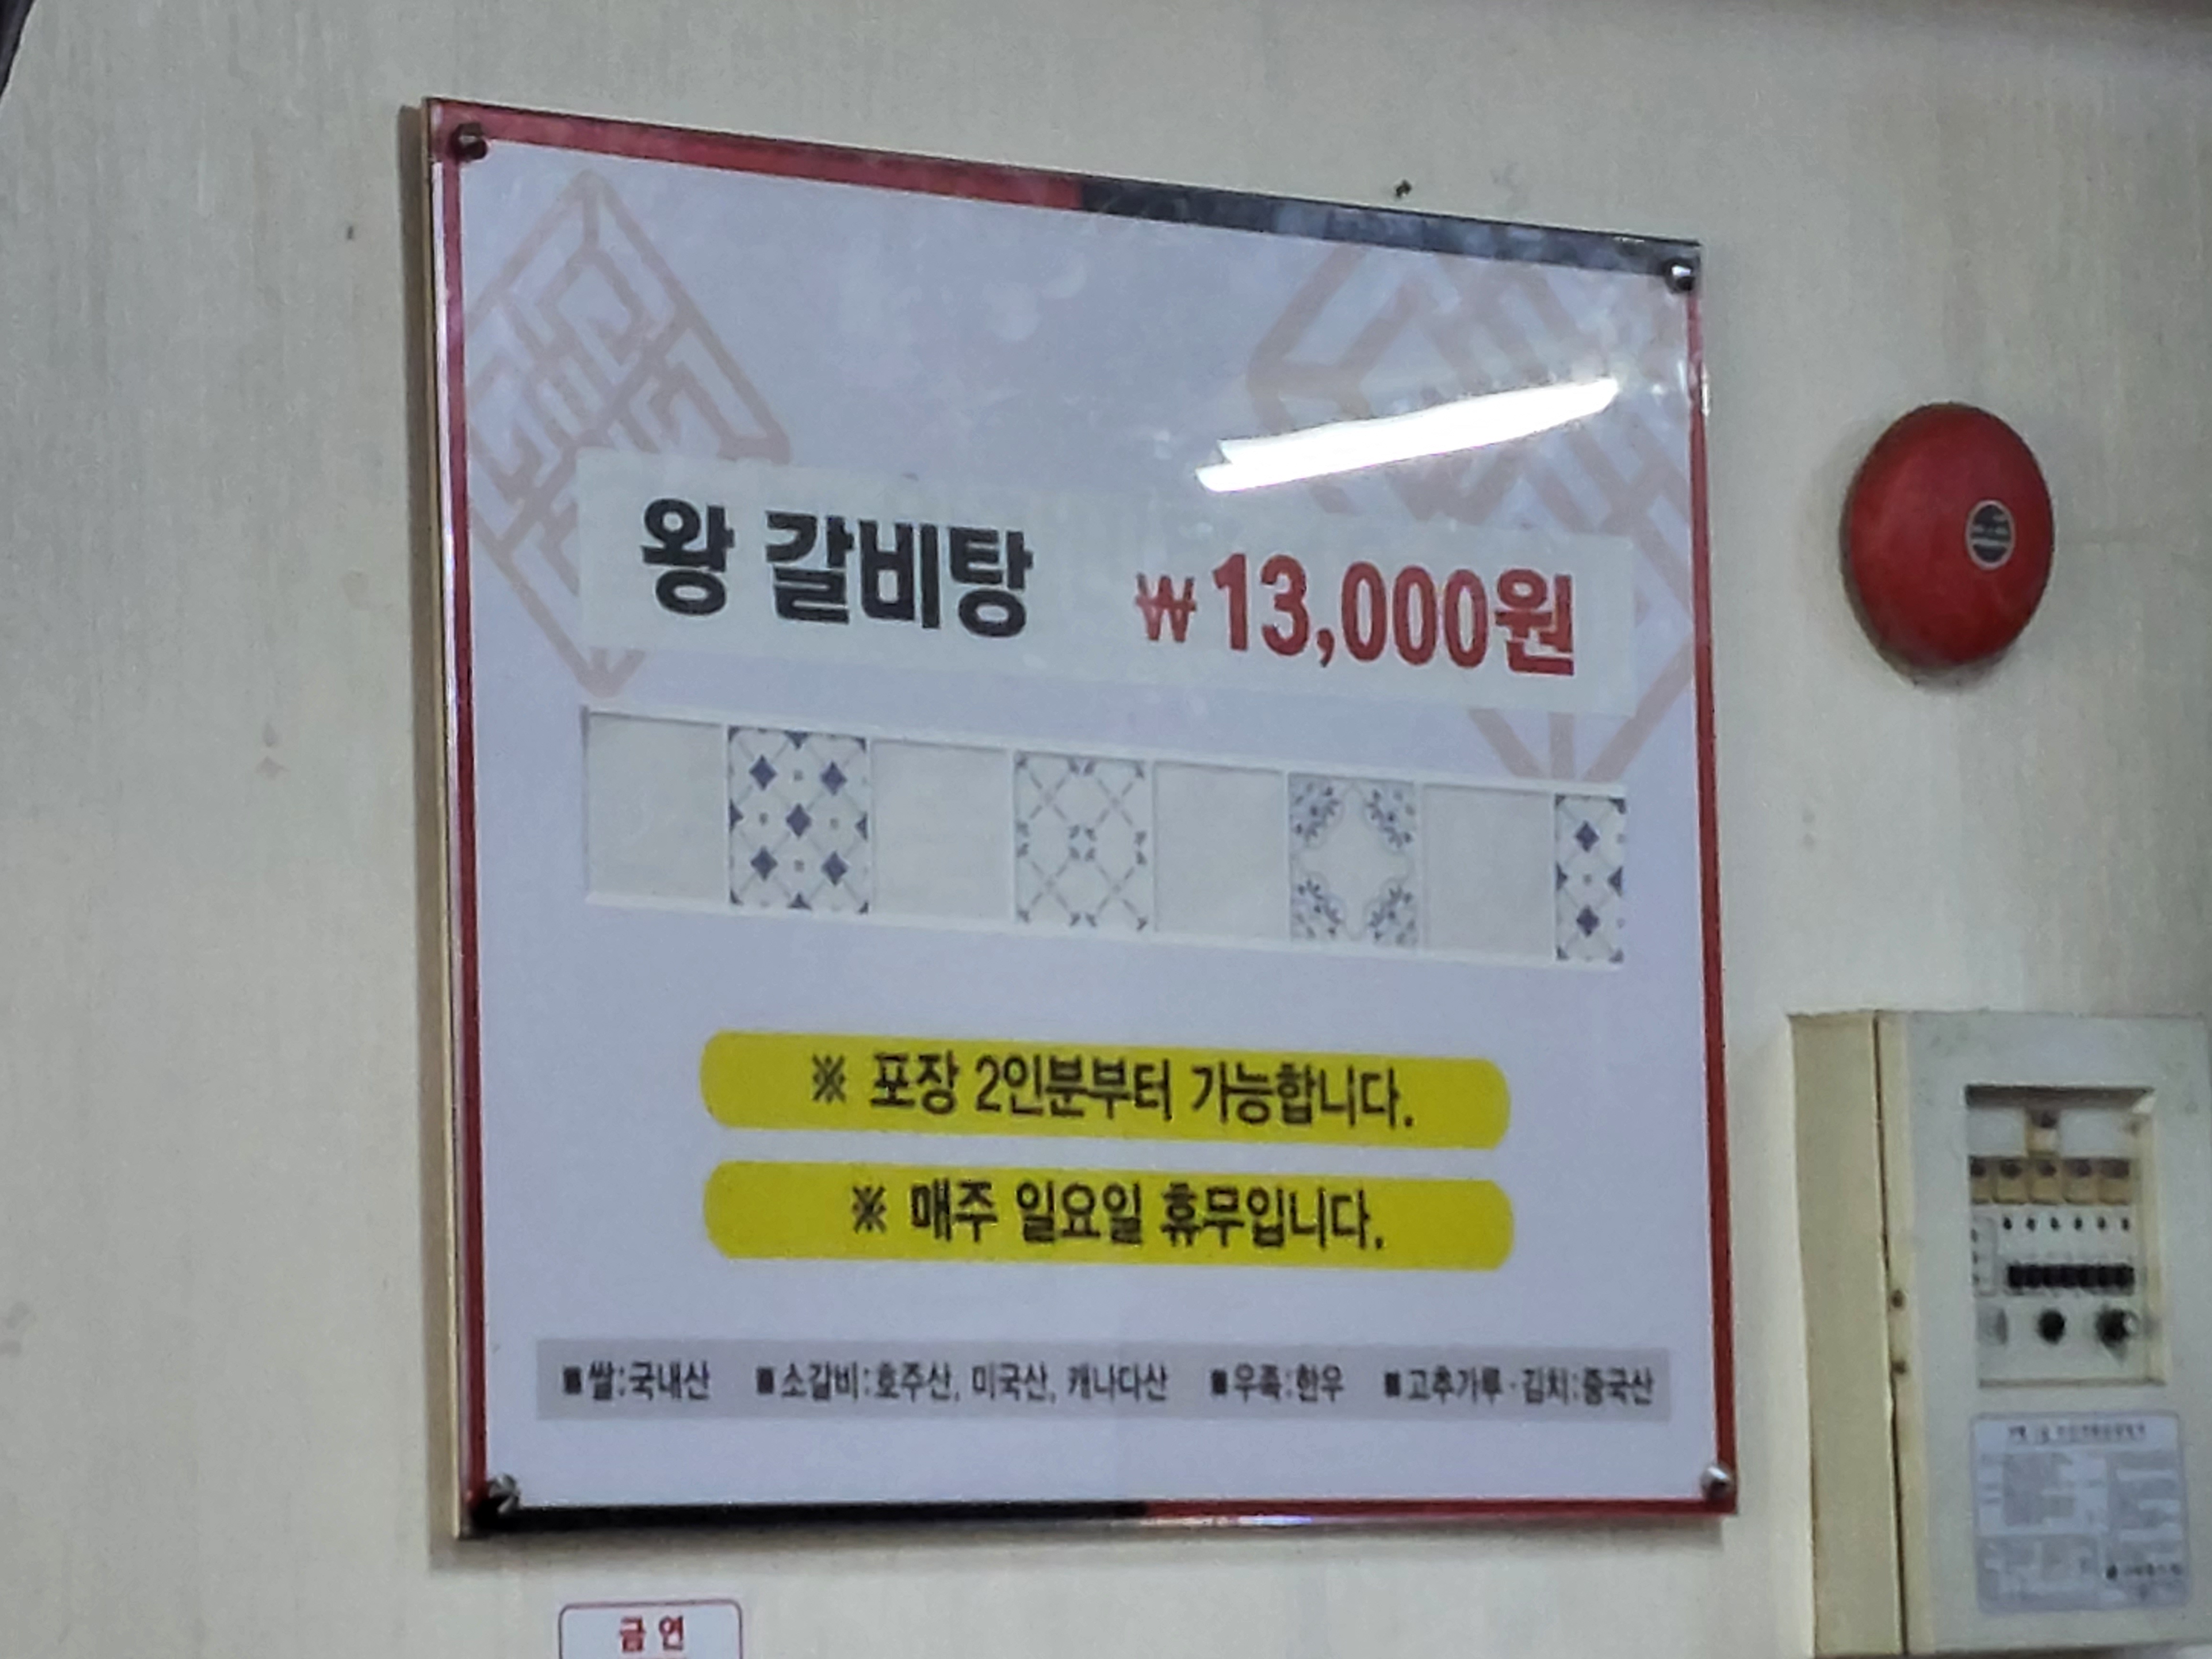 왕 갈비탕 ₩13,000원
※ 포장 2인분부터 가능합니다.
※ 매주 일요일 휴무입니다.
■쌀:국내산 ■소갈비:호주산, 미국산, 캐나다산 ■우족:한우 ■고추가루·김치:중국산
금연